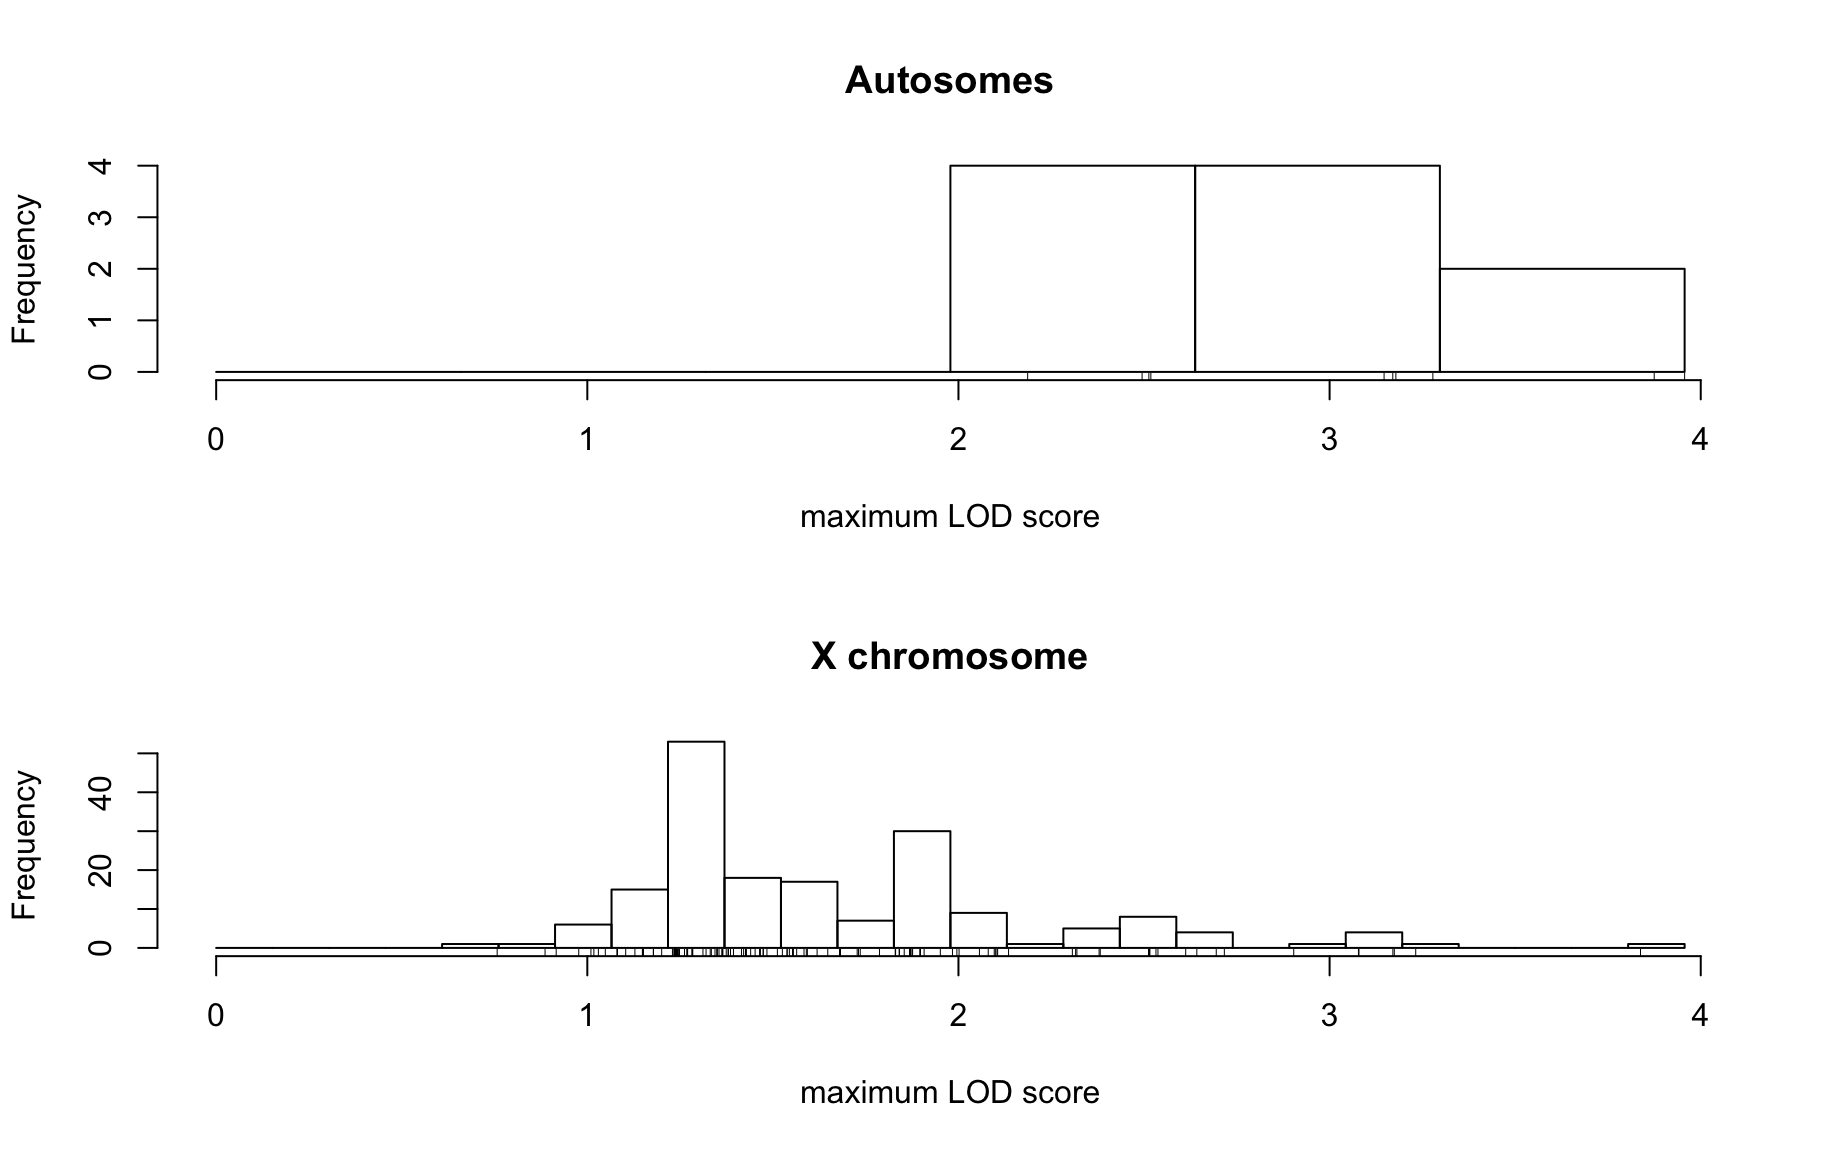 Autosomes
Frequency
4
3
2
1
0
0 1 2 3 4
maximum LOD score
X chromosome
Frequency
40
20
0
0 1 2 3 4
maximum LOD score